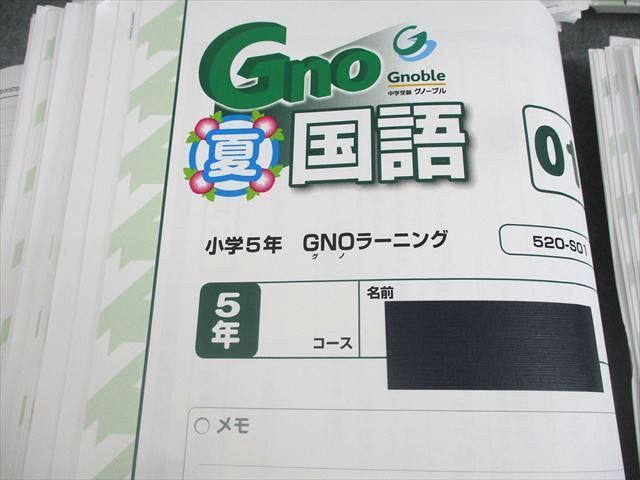 Gno
Gnoble
中学受験 グノーブル
夏 国語
01
小学5年 GNOラーニング
グ ノ
520-S01
5年
コース
名前
メモ